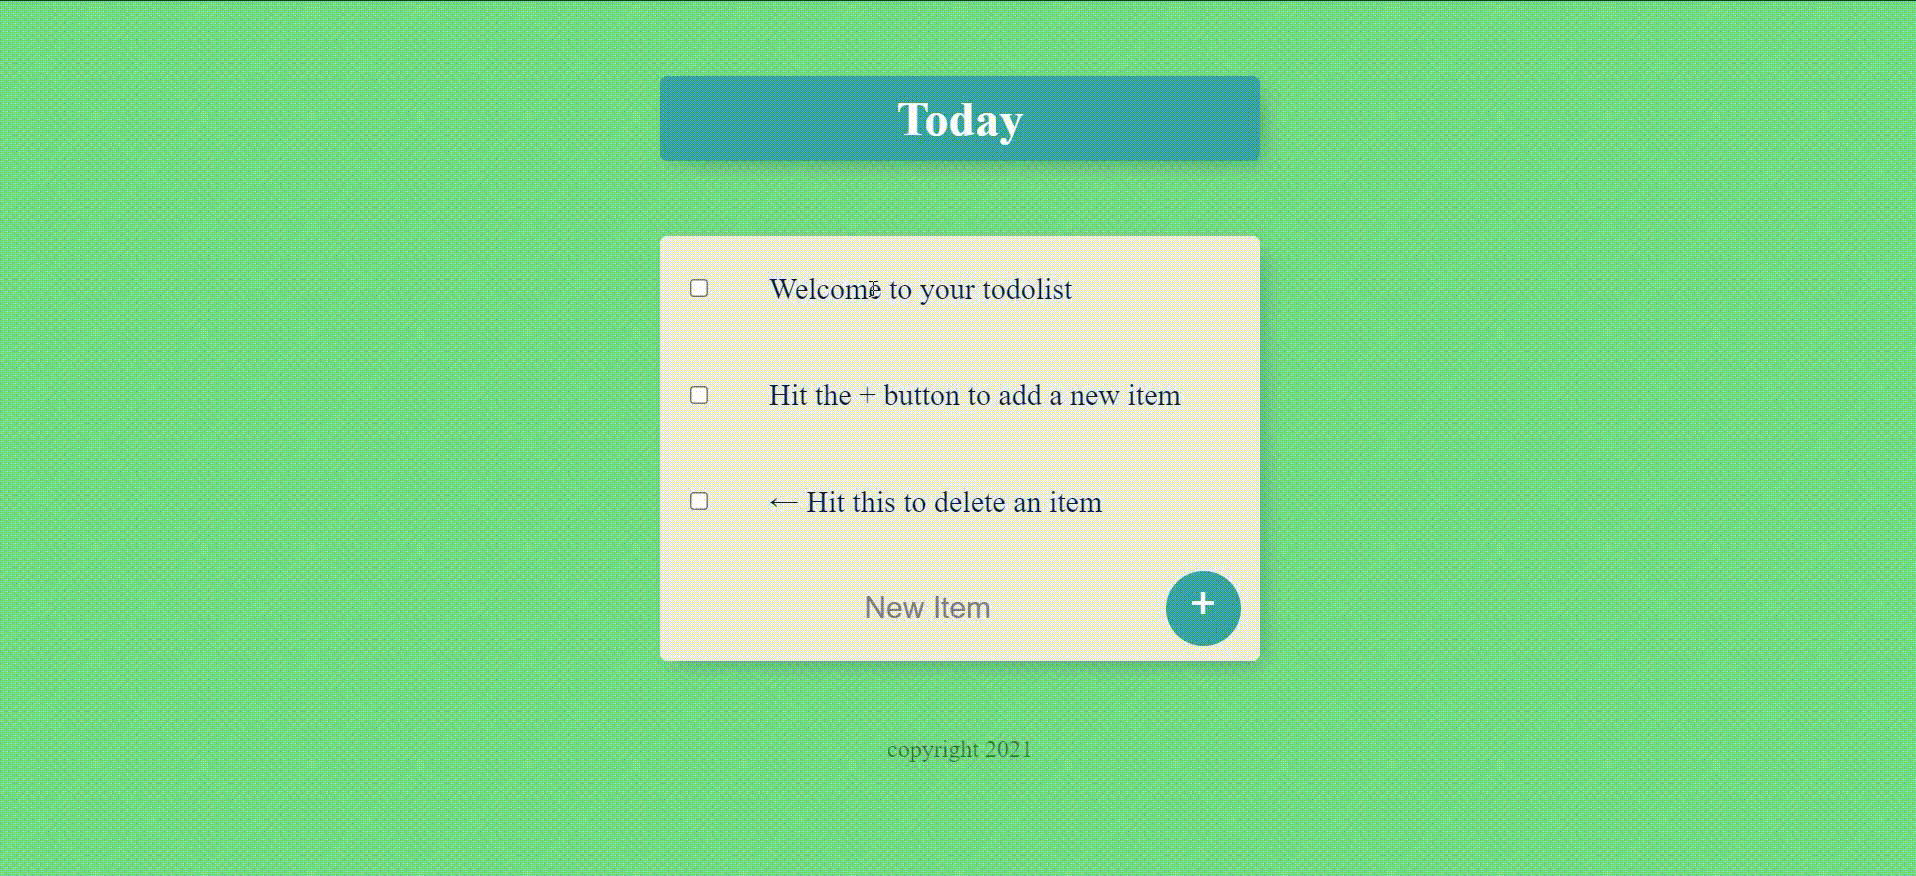 Today
Welcome to your todolist
Hit the + button to add a new item
← Hit this to delete an item
New Item
+
copyright 2021